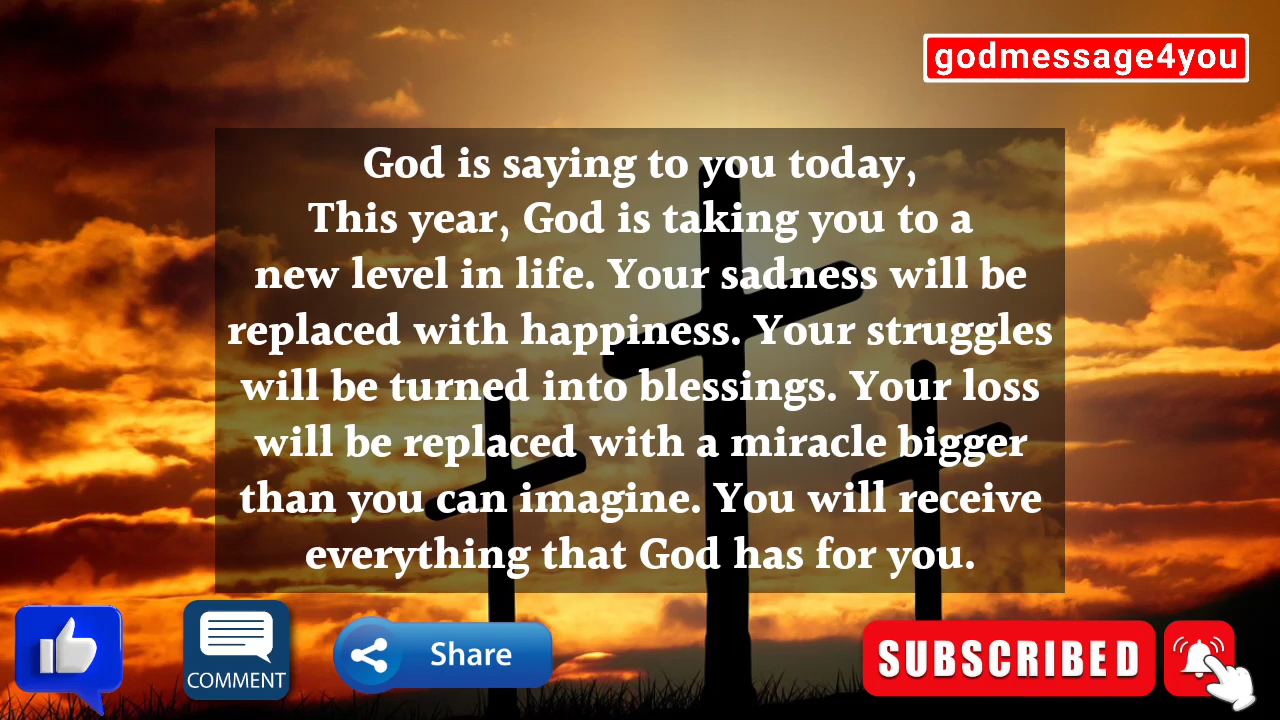 godmessage4you
God is saying to you today,
This year, God is taking you to a
new level in life. Your sadness will be
replaced with happiness. Your struggles
will be turned into blessings. Your loss
will be replaced with a miracle bigger
than you can imagine. You will receive
everything that God has for you.
COMMENT
Share
SUBSCRIBED